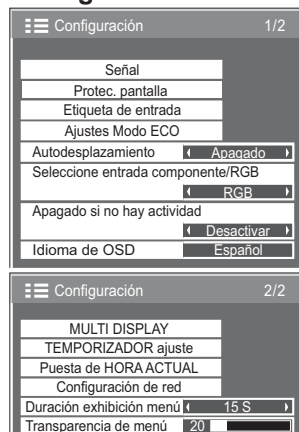 Configuración 1/2
Señal
Protec. pantalla
Etiqueta de entrada
Ajustes Modo ECO
Autodesplazamiento Apagado
Seleccione entrada componente/RGB
RGB
Apagado si no hay actividad
Desactivar
Idioma de OSD Español
Configuración 2/2
MULTI DISPLAY
TEMPORIZADOR ajuste
Puesta de HORA ACTUAL
Configuración de red
Duración exhibición menú 15 S
Transparencia de menú 20